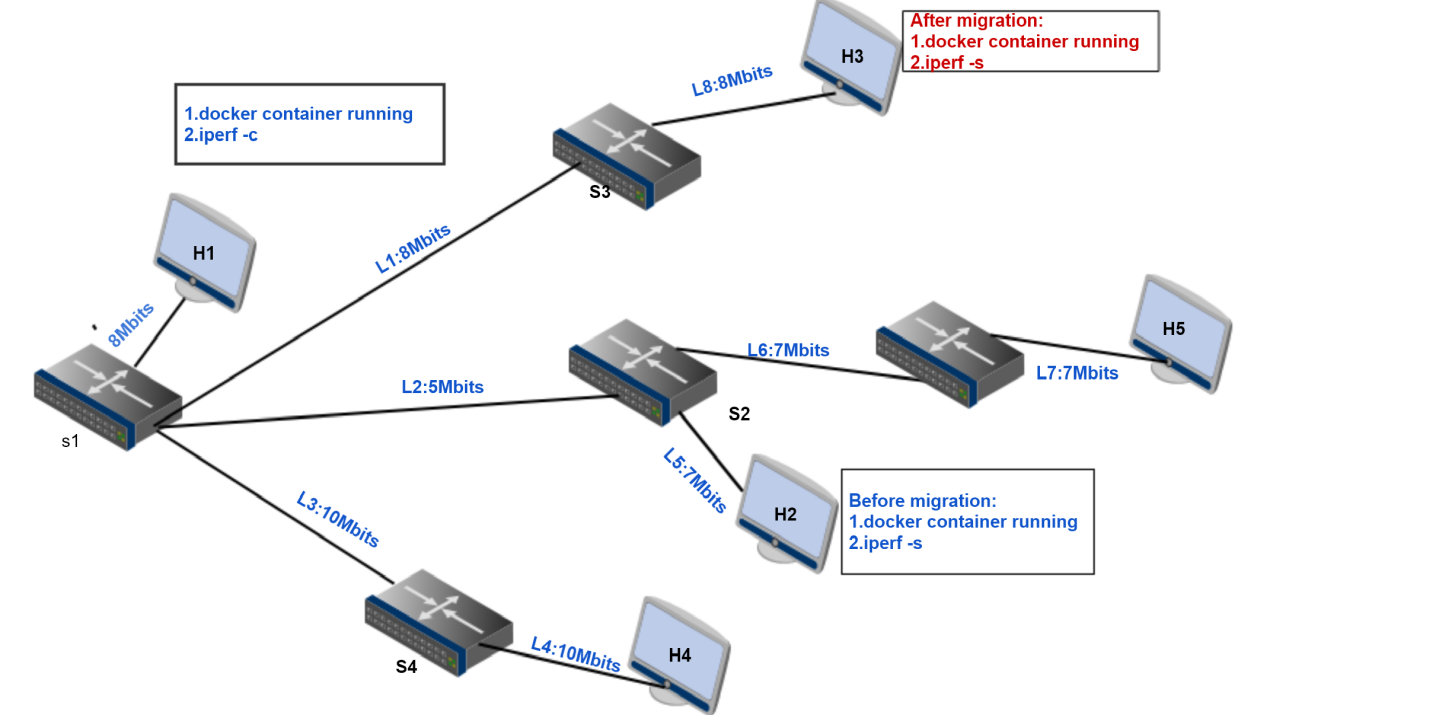 After migration:
1.docker container running
2.iperf -s
H3
L8:8Mbits
1.docker container running
2.iperf -c
S3
H1
L1:8Mbits
8Mbits
H5
L6:7Mbits
L7:7Mbits
L2:5Mbits
S2
s1
L5:7Mbits
Before migration:
1.docker container running
2.iperf -s
H2
L3:10Mbits
L4:10Mbits
H4
S4